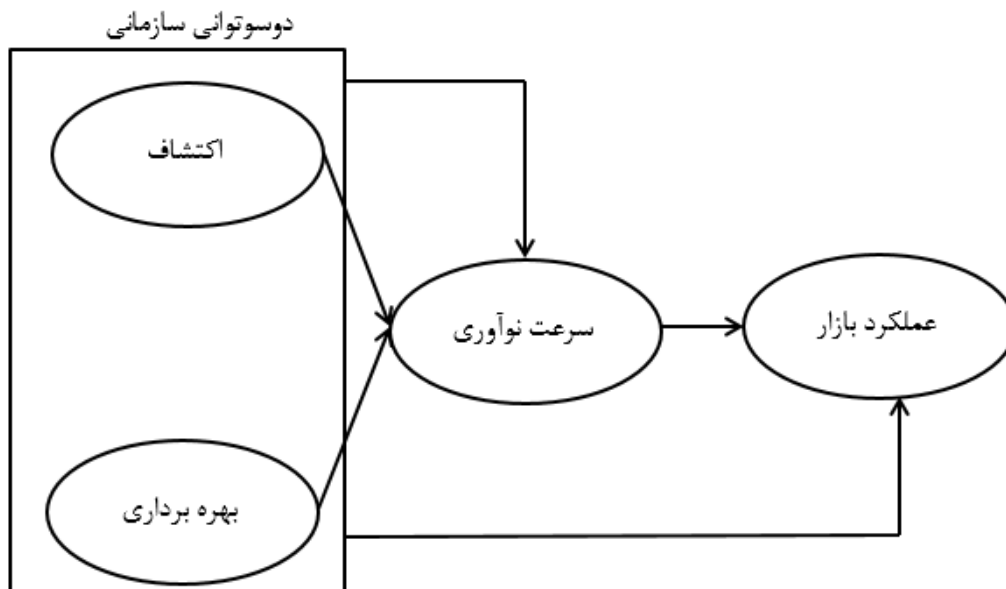 دوسوتوانی سازمانی
اکتشاف
سرعت نوآوری
عملکرد بازار
بهره برداری